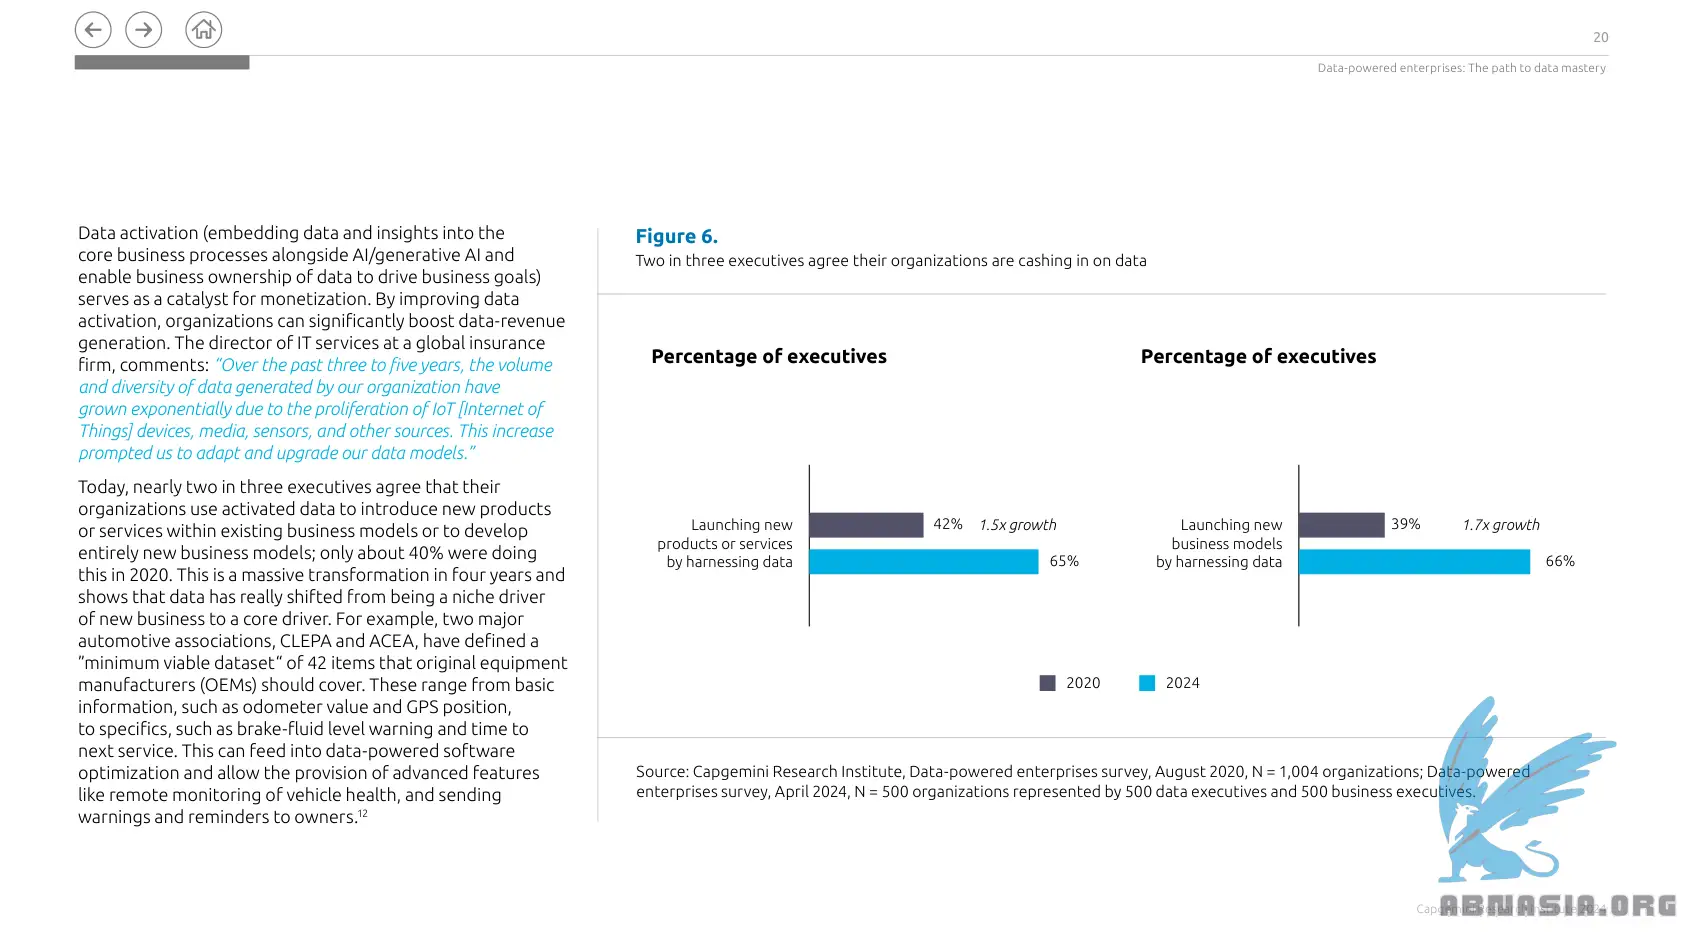 20
Data-powered enterprises: The path to data mastery
Data activation (embedding data and insights into the
core business processes alongside AI/generative AI and
enable business ownership of data to drive business goals)
serves as a catalyst for monetization. By improving data
activation, organizations can significantly boost data-revenue
generation. The director of IT services at a global insurance
firm, comments: “Over the past three to five years, the volume
and diversity of data generated by our organization have
grown exponentially due to the proliferation of IoT [Internet of
Things] devices, media, sensors, and other sources. This increase
prompted us to adapt and upgrade our data models.”
Today, nearly two in three executives agree that their
organizations use activated data to introduce new products
or services within existing business models or to develop
entirely new business models; only about 40% were doing
this in 2020. This is a massive transformation in four years and
shows that data has really shifted from being a niche driver
of new business to a core driver. For example, two major
automotive associations, CLEPA and ACEA, have defined a
”minimum viable dataset“ of 42 items that original equipment
manufacturers (OEMs) should cover. These range from basic
information, such as odometer value and GPS position,
to specifics, such as brake-fluid level warning and time to
next service. This can feed into data-powered software
optimization and allow the provision of advanced features
like remote monitoring of vehicle health, and sending
warnings and reminders to owners.12
Figure 6.
Two in three executives agree their organizations are cashing in on data
Percentage of executives
Launching new
products or services
by harnessing data
42% 1.5x growth
65%
Percentage of executives
Launching new
business models
by harnessing data
39% 1.7x growth
66%
2020 2024
Source: Capgemini Research Institute, Data-powered enterprises survey, August 2020, N = 1,004 organizations; Data-powered
enterprises survey, April 2024, N = 500 organizations represented by 500 data executives and 500 business executives.
Capgemini Research Institute 2024
ABNASIA.ORG